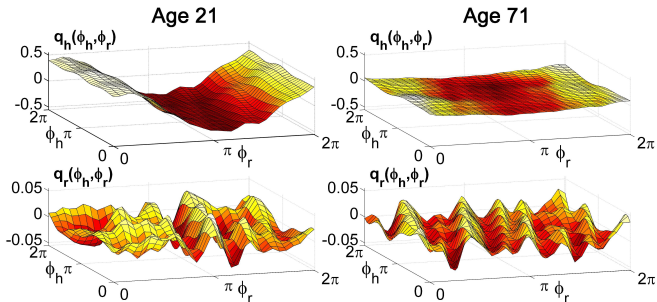 Age 21
Age 71
q_h(ϕ_h,ϕ_r)
q_h(ϕ_h,ϕ_r)
0.5
0
-0.5
2π
ϕ_h π
0
0
π ϕ_r
2π
0.5
0
-0.5
2π
ϕ_h π
0
0
π ϕ_r
2π
q_r(ϕ_h,ϕ_r)
q_r(ϕ_h,ϕ_r)
0.05
0
-0.05
2π
ϕ_h π
0
0
π ϕ_r
2π
0.05
0
-0.05
2π
ϕ_h π
0
0
π ϕ_r
2π